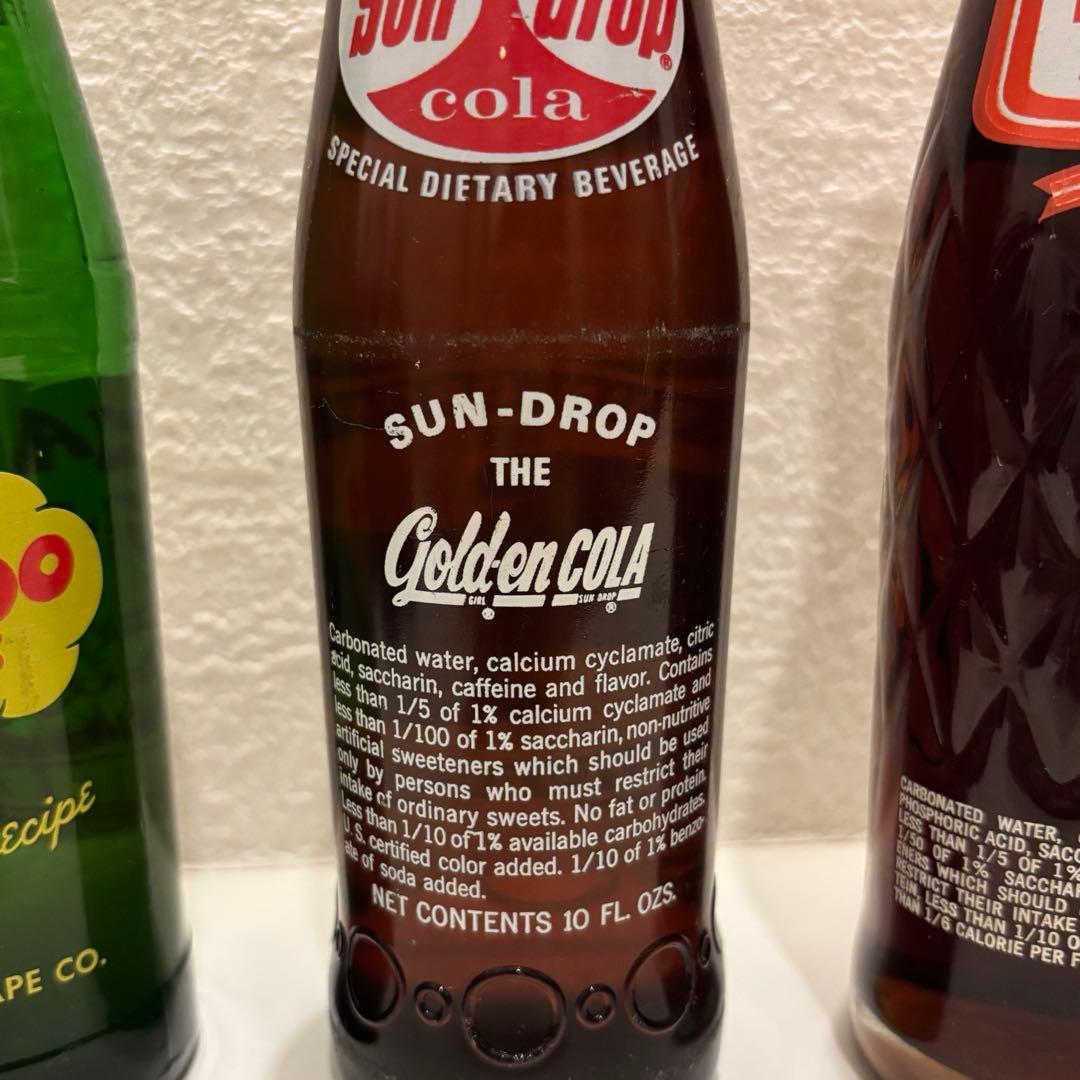 Sun drop®
cola
SPECIAL DIETARY BEVERAGE
SUN-DROP
THE
Gold-en COLA
GIRL SUN DROP
® ®
Carbonated water, calcium cyclamate, citric
acid, saccharin, caffeine and flavor. Contains
less than 1/5 of 1% calcium cyclamate and
less than 1/100 of 1% saccharin, non-nutritive
artificial sweeteners which should be used
only by persons who must restrict their
intake of ordinary sweets. No fat or protein.
Less than 1/10 of 1% available carbohydrates.
U.S. certified color added. 1/10 of 1% benzo-
ate of soda added.
NET CONTENTS 10 FL. OZS.
ecipe
APE CO.
CARBONATED WATER,
PHOSPHORIC ACID, SACC
LESS THAN 1/5 OF 1%
1/30 OF 1% SACCHAR
ENERS WHICH SHOULD
RESTRICT THEIR INTAKE
TEIN. LESS THAN 1/10 O
THAN 1/6 CALORIE PER F